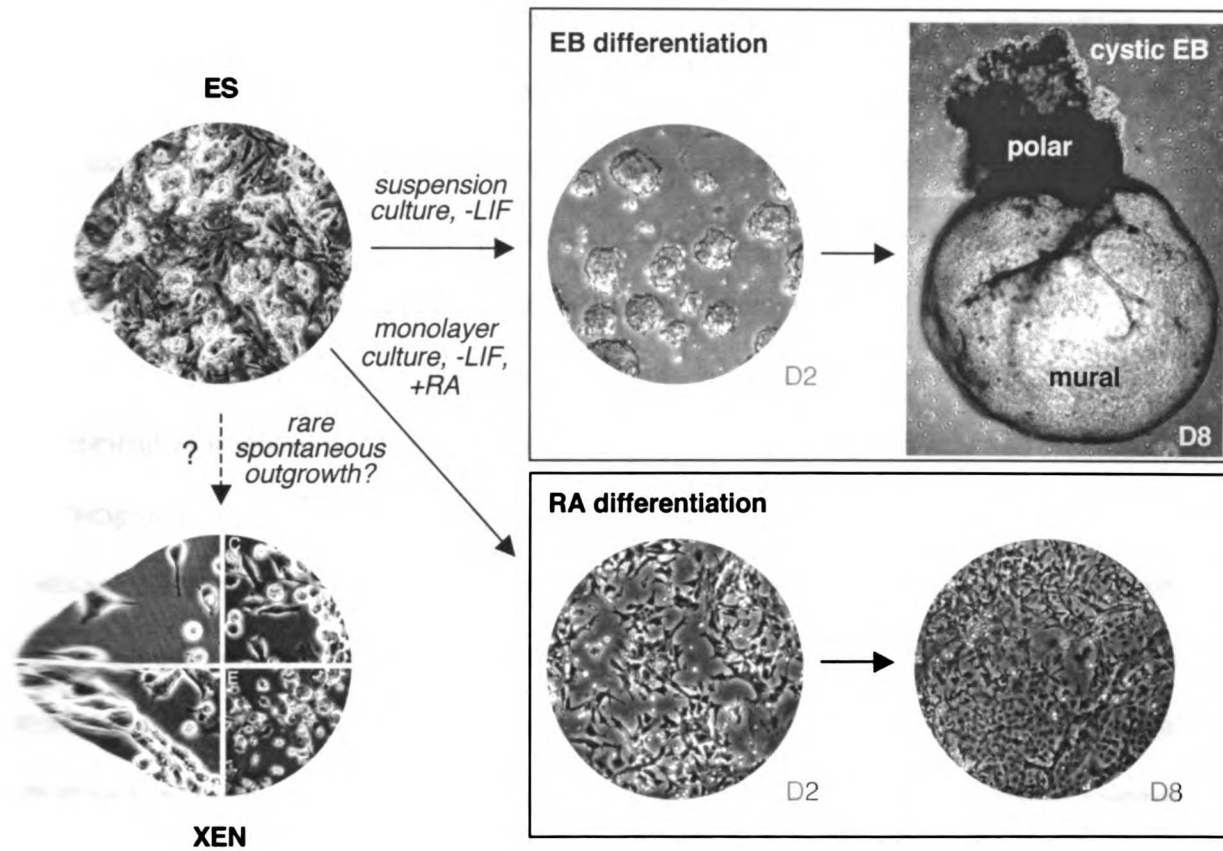 ES
suspension
culture, -LIF
monolayer
culture, -LIF,
+RA
?
rare
spontaneous
outgrowth?
C
E
XEN
EB differentiation
D2
cystic EB
polar
mural
D8
RA differentiation
D2
D8